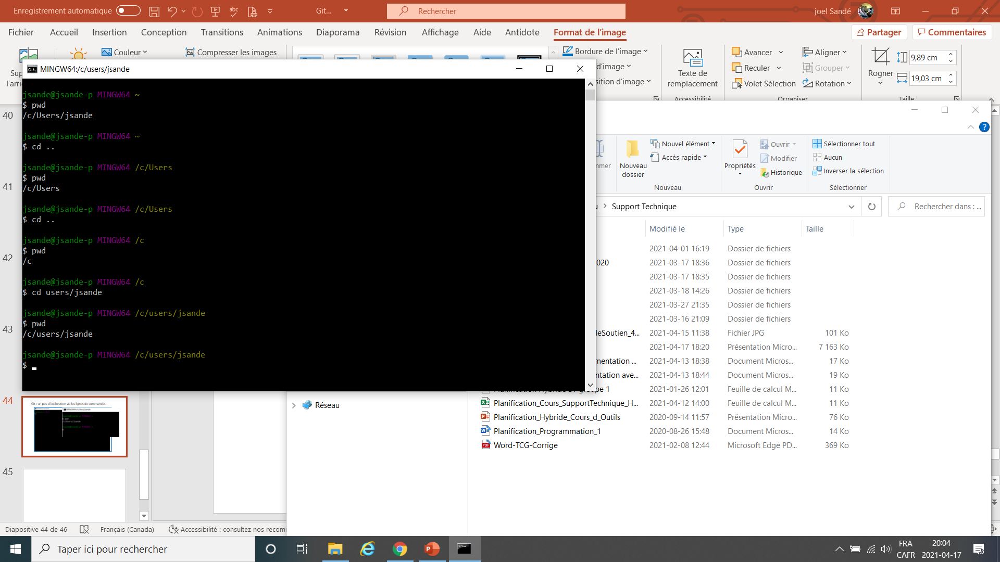 Enregistrement automatique
Git...
Rechercher
joel Sandé
Fichier Accueil Insertion Conception Transitions Animations Diaporama Révision Affichage Aide Antidote Format de l'image
Partager
Commentaires
Couleur
Compresser les images
Bordure de l'image
d'image
sition d'image
Texte de
remplacement
Accessibilité
Avancer
Reculer
Volet Sélection
Aligner
Grouper
Rotation
Organiser
Rogner
9,89 cm
19,03 cm
Taille
Sup
l'arri
MINGW64:/c/users/jsande
jsande@jsande-p MINGW64 ~
$ pwd
/c/Users/jsande
jsande@jsande-p MINGW64 ~
$ cd ..
jsande@jsande-p MINGW64 /c/Users
$ pwd
/c/Users
jsande@jsande-p MINGW64 /c/Users
$ cd ..
jsande@jsande-p MINGW64 /c
$ pwd
/c
jsande@jsande-p MINGW64 /c
$ cd users/jsande
jsande@jsande-p MINGW64 /c/users/jsande
$ pwd
/c/users/jsande
jsande@jsande-p MINGW64 /c/users/jsande
$
40
41
42
43
44
Git : un peu d'exploration via les lignes de commandes
45
mmer
Nouveau
dossier
Nouvel élément
Accès rapide
Nouveau
Propriétés
Ouvrir
Modifier
Historique
Ouvrir
Sélectionner tout
Aucun
Inverser la sélection
Sélectionner
Support Technique
Rechercher dans : ...
Modifié le Type Taille
2021-04-01 16:19 Dossier de fichiers
020 2021-03-17 18:36 Dossier de fichiers
2021-03-17 18:35 Dossier de fichiers
2021-03-18 14:26 Dossier de fichiers
2021-03-27 21:35 Dossier de fichiers
2021-03-16 21:09 Dossier de fichiers
leSoutien_4... 2021-04-15 11:38 Fichier JPG 101 Ko
2021-04-17 18:20 Présentation Micro... 7 163 Ko
mentation ... 2021-04-13 18:38 Document Micros... 17 Ko
ntation ave... 2021-04-13 18:44 Document Micros... 19 Ko
groupe 1 2021-01-26 12:01 Feuille de calcul M... 11 Ko
Planification_Cours_SupportTechnique_H... 2021-04-12 14:00 Feuille de calcul M... 11 Ko
Planification_Hybride_Cours_d_Outils 2020-09-14 11:57 Présentation Micro... 76 Ko
Planification_Programmation_1 2020-08-26 15:48 Document Micros... 14 Ko
Word-TCG-Corrige 2021-02-08 12:44 Microsoft Edge PD... 369 Ko
Réseau
Diapositive 44 de 46
Français (Canada)
Accessibilité : consultez nos recom
Taper ici pour rechercher
FRA
CAFR
20:04
2021-04-17